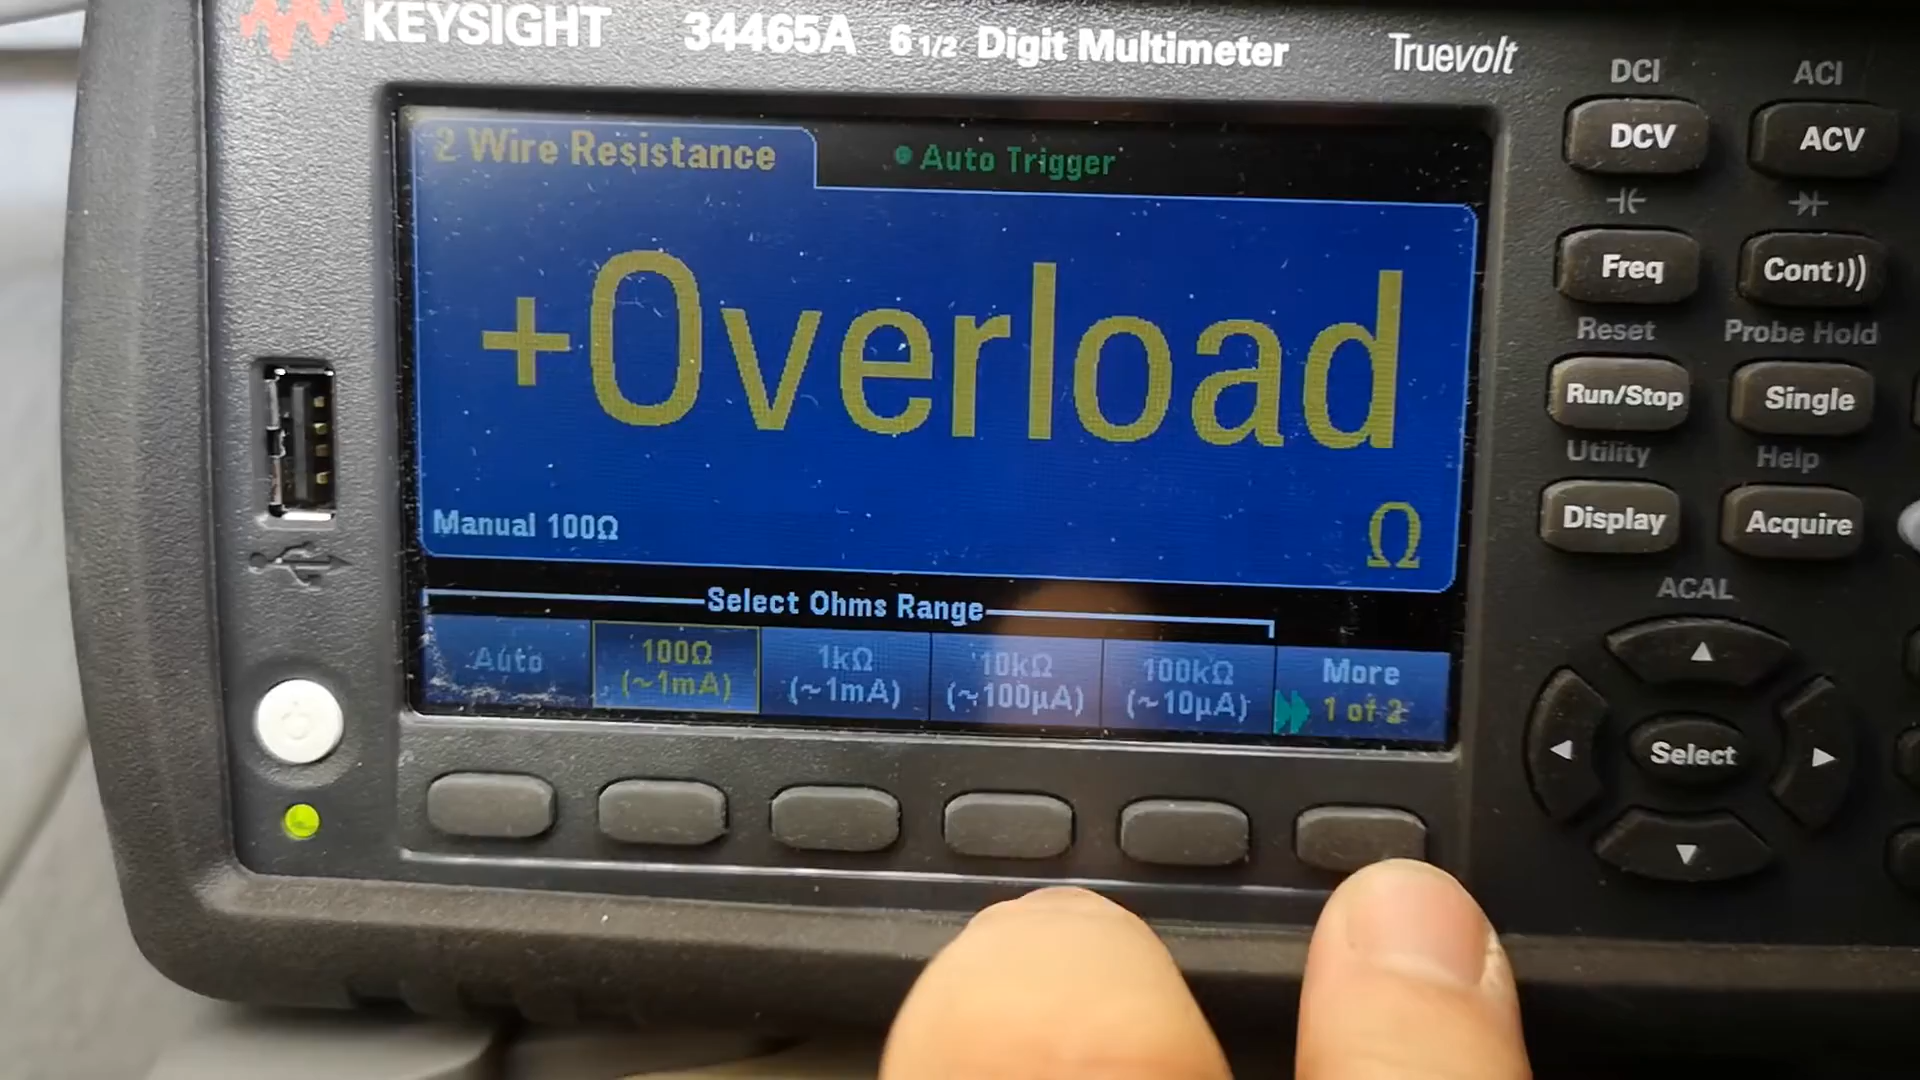 KEYSIGHT 34465A 6 1/2 Digit Multimeter Truevolt
2 Wire Resistance
Auto Trigger
+Overload
Manual 100Ω
Ω
Select Ohms Range
Auto
100Ω
(~1mA)
1kΩ
(~1mA)
10kΩ
(~100µA)
100kΩ
(~10µA)
More
1 of 2
DCI ACI
DCV ACV
Freq Cont)))
Reset Probe Hold
Run/Stop Single
Utility Help
Display Acquire
ACAL
Select